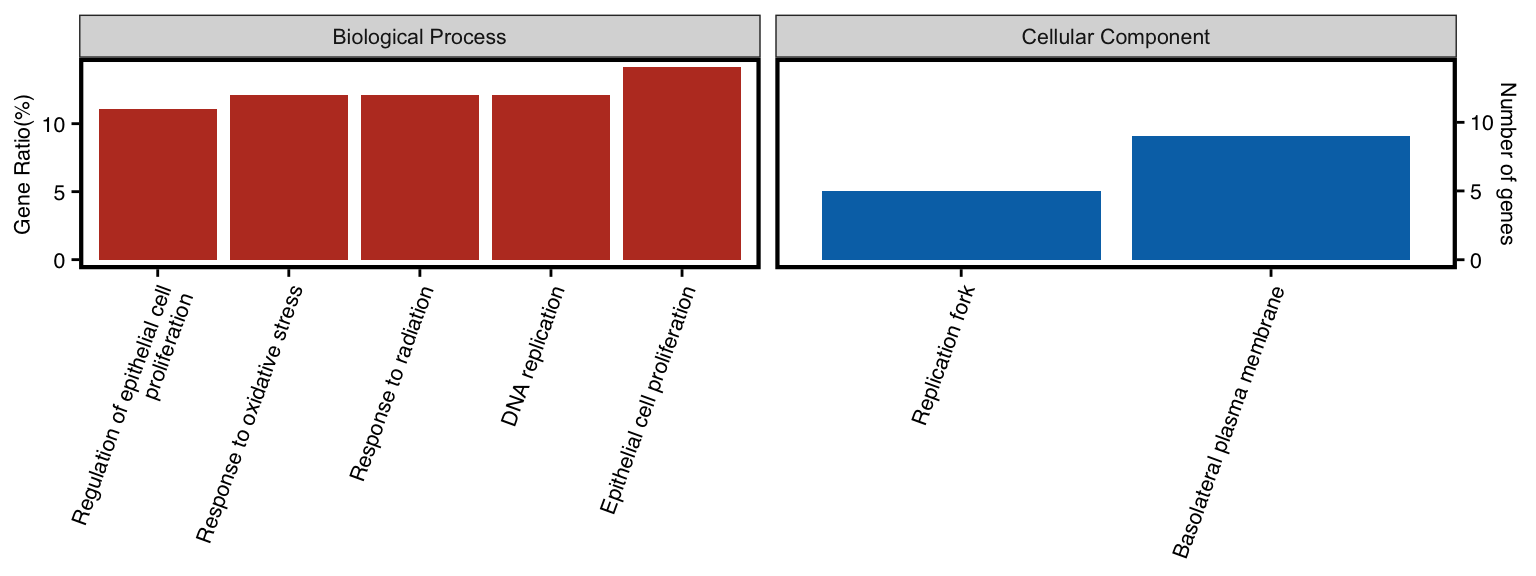 Biological Process
Cellular Component
Gene Ratio(%)
10
5
0
10
5
0
Number of genes
Regulation of epithelial cell
proliferation
Response to oxidative stress
Response to radiation
DNA replication
Epithelial cell proliferation
Replication fork
Basolateral plasma membrane